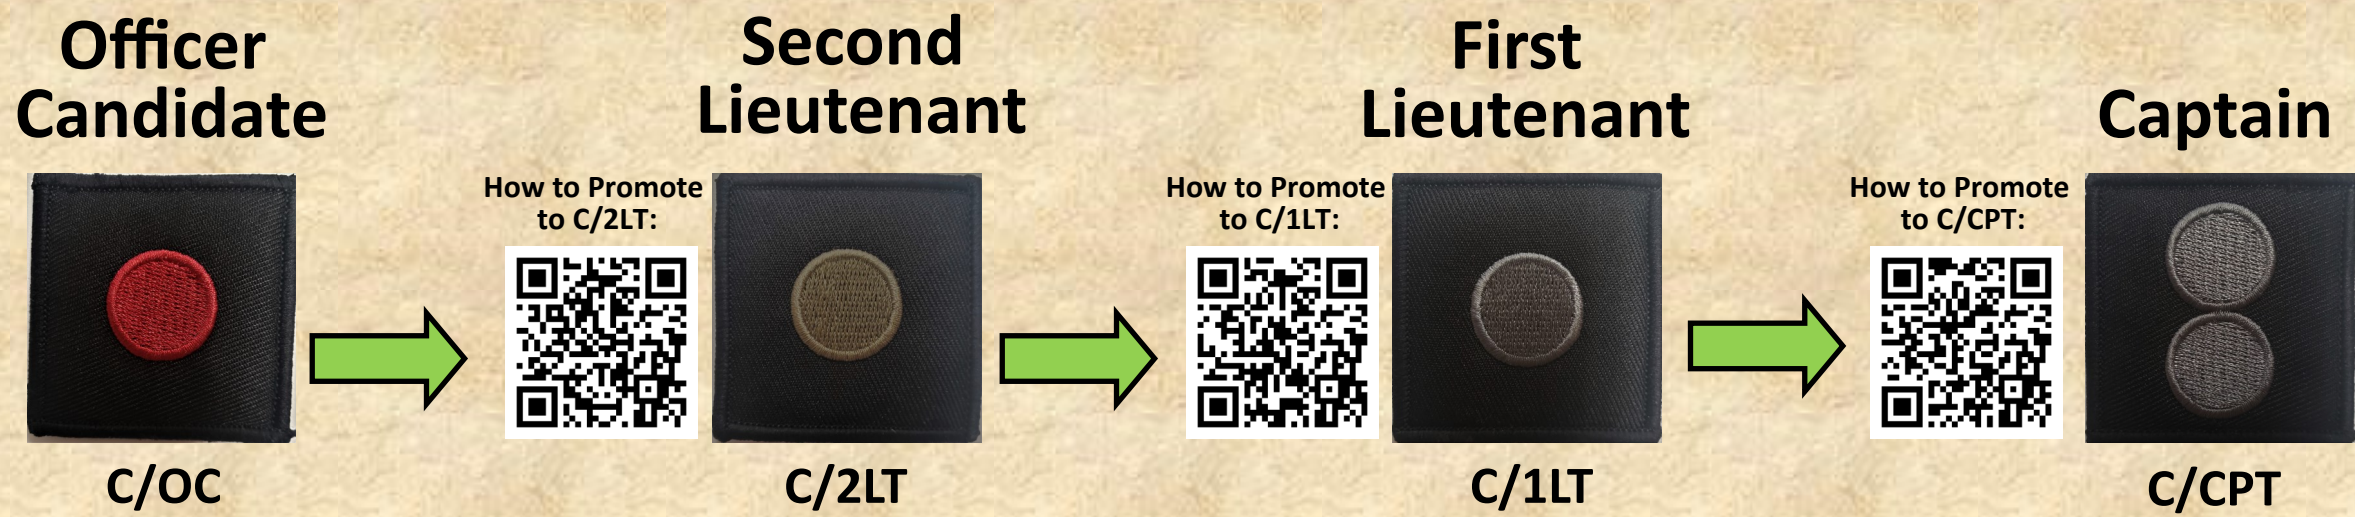 Officer
Candidate
C/OC
How to Promote
to C/2LT:
Second
Lieutenant
C/2LT
How to Promote
to C/1LT:
First
Lieutenant
C/1LT
How to Promote
to C/CPT:
Captain
C/CPT